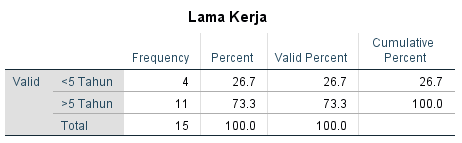 Lama Kerja
Frequency Percent Valid Percent Cumulative Percent
Valid <5 Tahun 4 26.7 26.7 26.7
>5 Tahun 11 73.3 73.3 100.0
Total 15 100.0 100.0